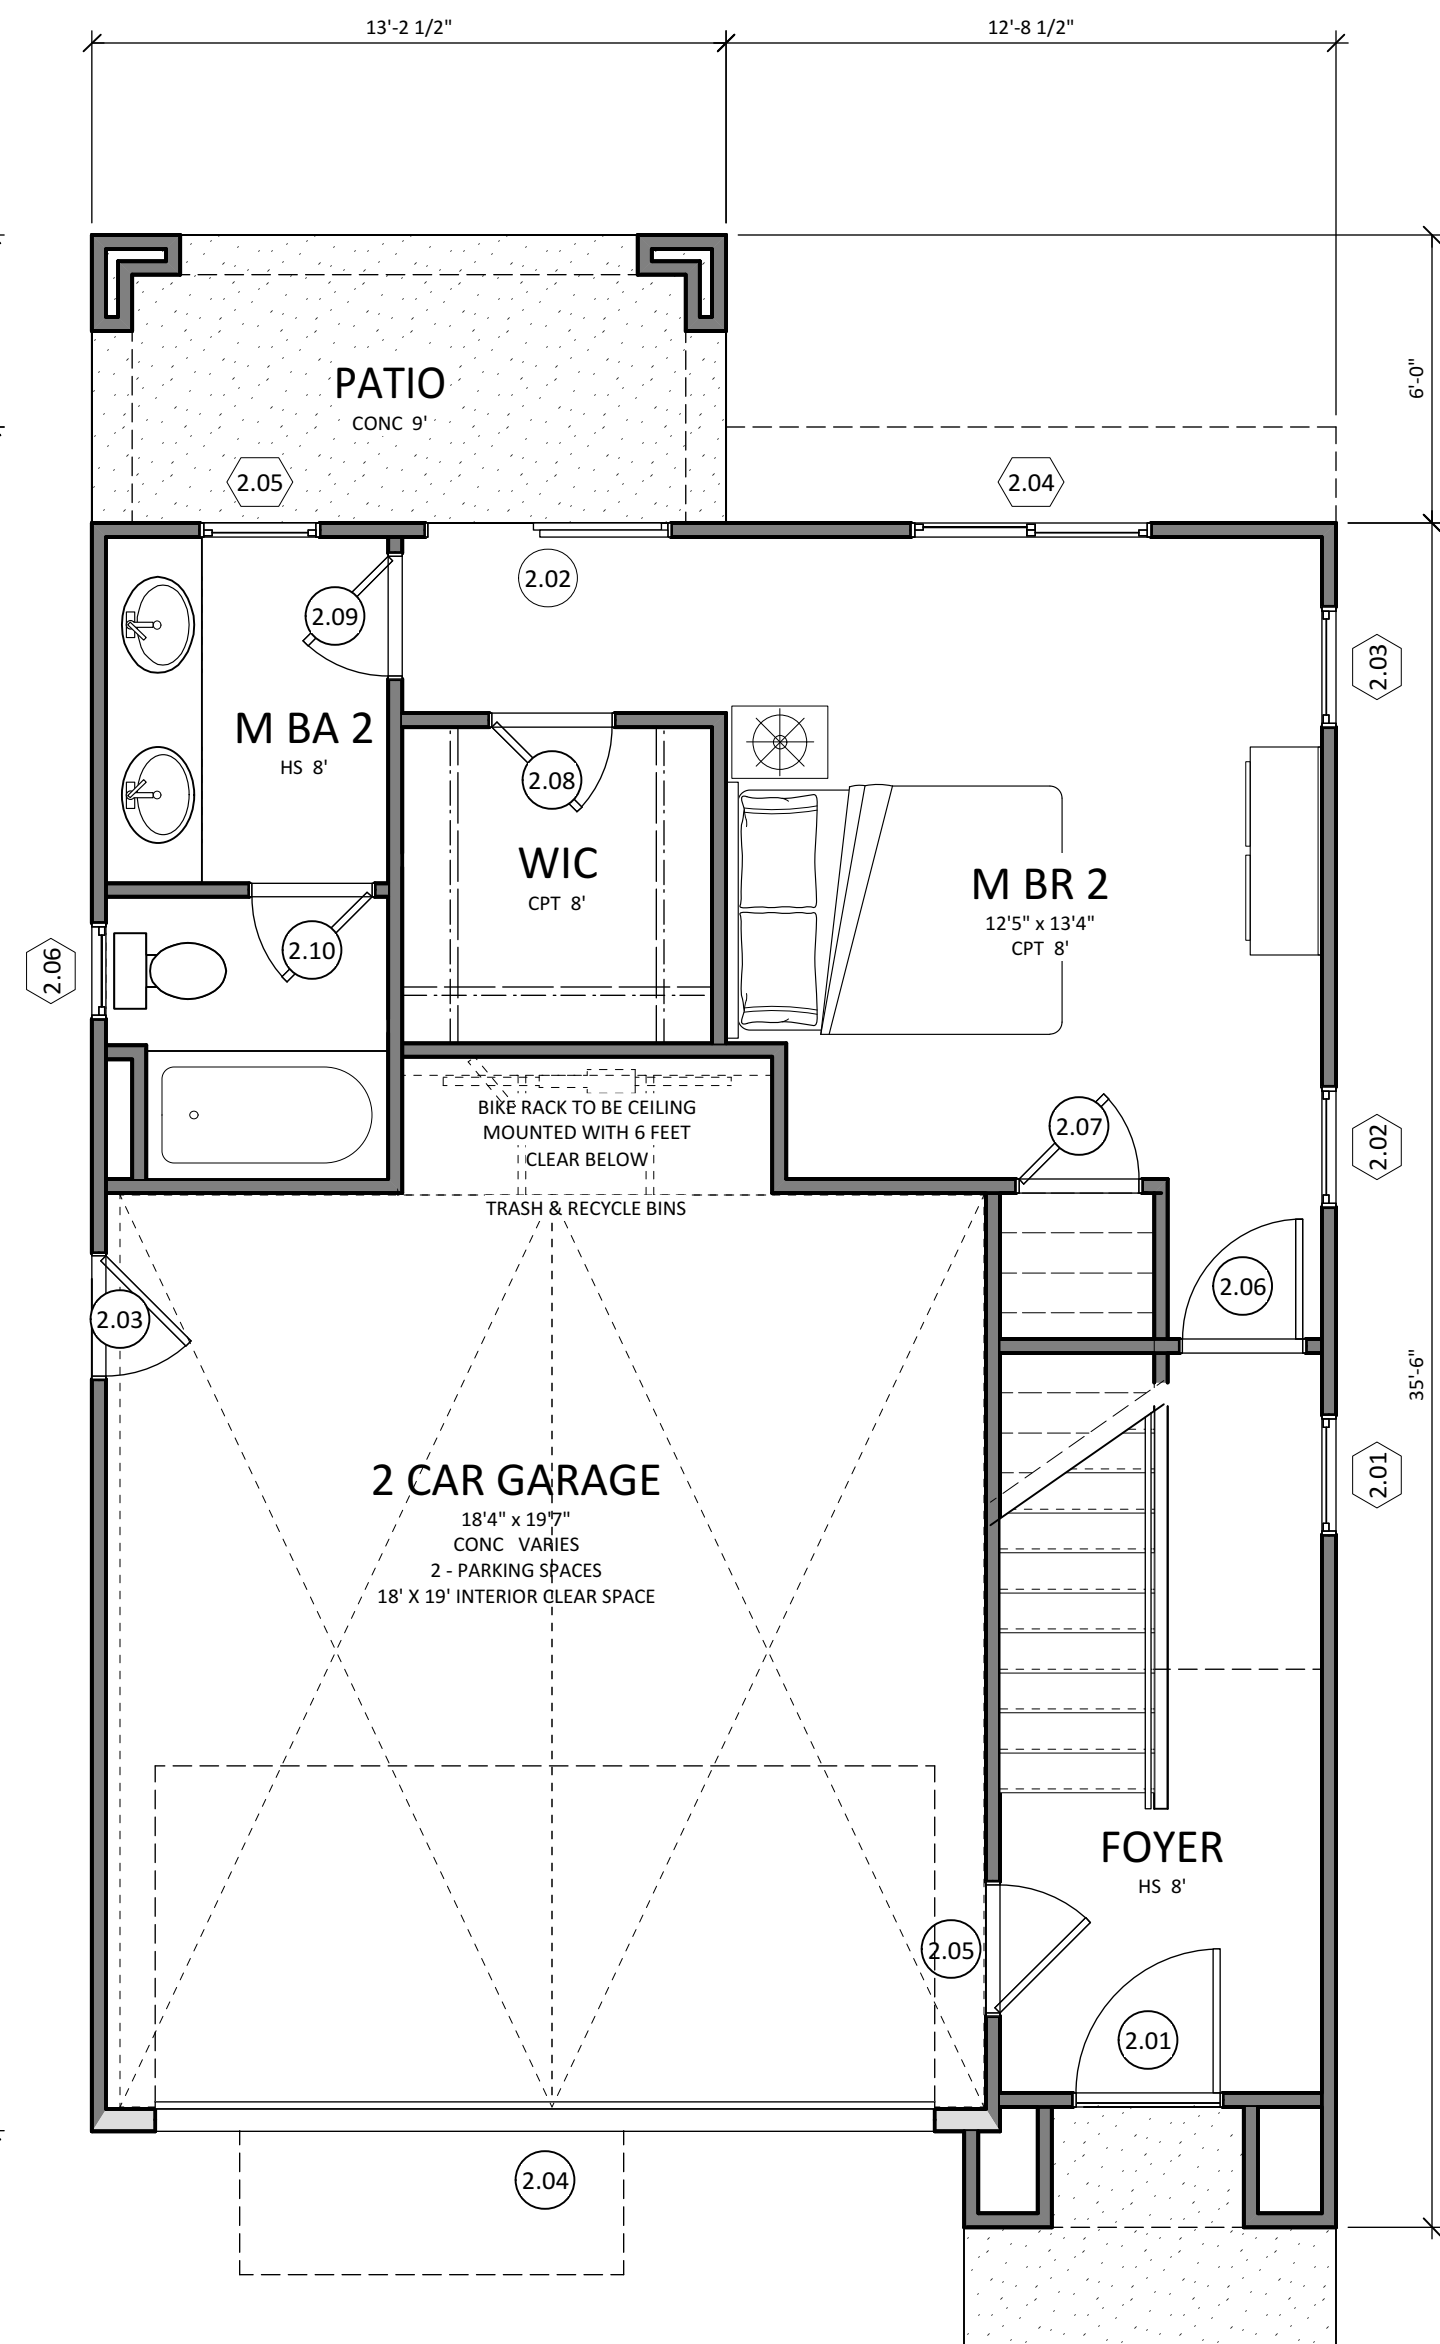 13'-2 1/2"
12'-8 1/2"
6'-0"
PATIO
CONC 9'
2.05
2.04
2.02
2.09
2.03
M BA 2
HS 8'
2.08
WIC
CPT 8'
M BR 2
12'5" x 13'4"
CPT 8'
2.10
2.06
BIKE RACK TO BE CEILING
MOUNTED WITH 6 FEET
CLEAR BELOW
2.07
2.02
TRASH & RECYCLE BINS
2.06
2.03
35'-6"
2 CAR GARAGE
18'4" x 19'7"
CONC VARIES
2 - PARKING SPACES
18' X 19' INTERIOR CLEAR SPACE
2.01
FOYER
HS 8'
2.05
2.01
2.04